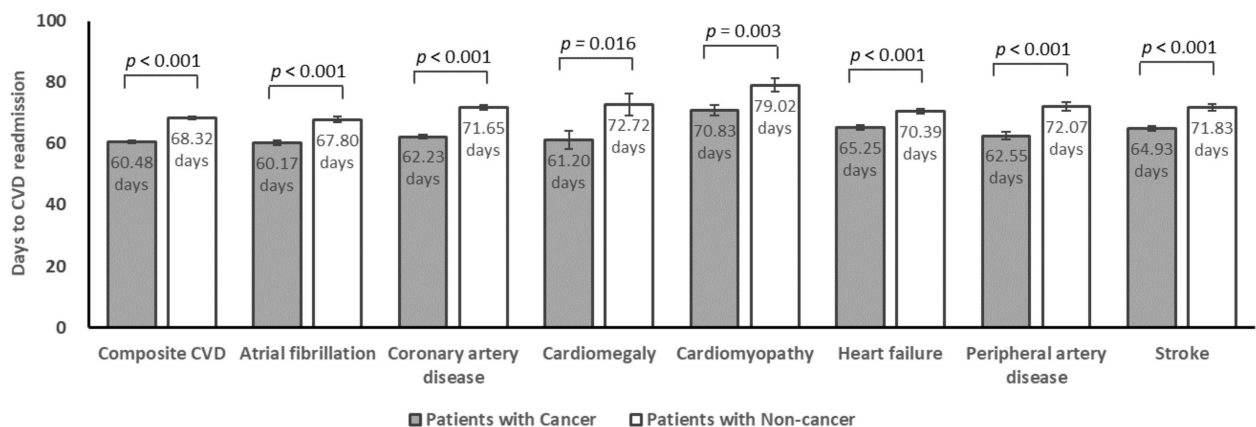 100
80
60
40
20
0
Days to CVD readmission
p < 0.001
p < 0.001
p < 0.001
p = 0.016
p = 0.003
p < 0.001
p < 0.001
p < 0.001
60.48
days
68.32
days
60.17
days
67.80
days
62.23
days
71.65
days
61.20
days
72.72
days
70.83
days
79.02
days
65.25
days
70.39
days
62.55
days
72.07
days
64.93
days
71.83
days
Composite CVD
Atrial fibrillation
Coronary artery
disease
Cardiomegaly
Cardiomyopathy
Heart failure
Peripheral artery
disease
Stroke
Patients with Cancer
Patients with Non-cancer